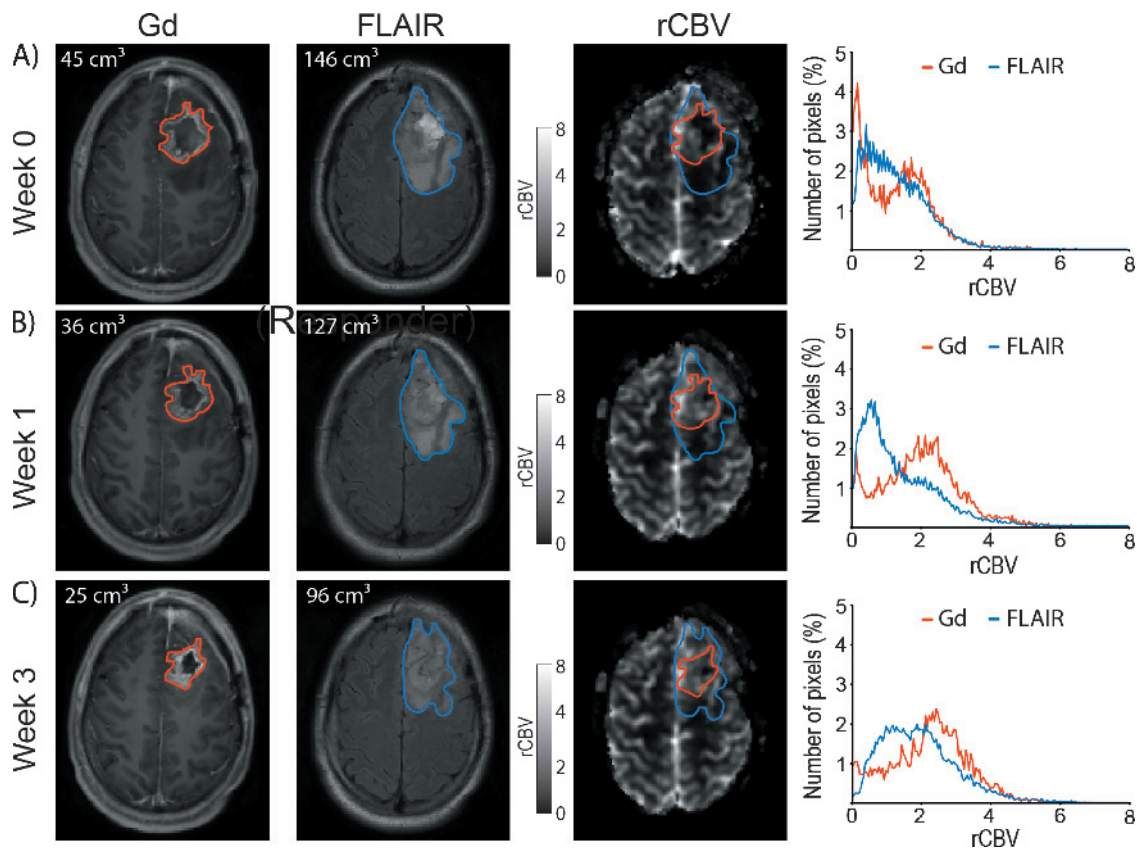 Gd FLAIR rCBV
A)
Week 0
45 cm³
146 cm³
8
6
4
2
0
rCBV
Gd FLAIR
5
4
3
2
1
Number of pixels (%)
0 2 4 6 8
rCBV
B)
Week 1
36 cm³
(Responder)
127 cm³
8
6
4
2
0
rCBV
Gd FLAIR
5
4
3
2
1
Number of pixels (%)
0 2 4 6 8
rCBV
C)
Week 3
25 cm³
96 cm³
8
6
4
2
0
rCBV
Gd FLAIR
5
4
3
2
1
Number of pixels (%)
0 2 4 6 8
rCBV